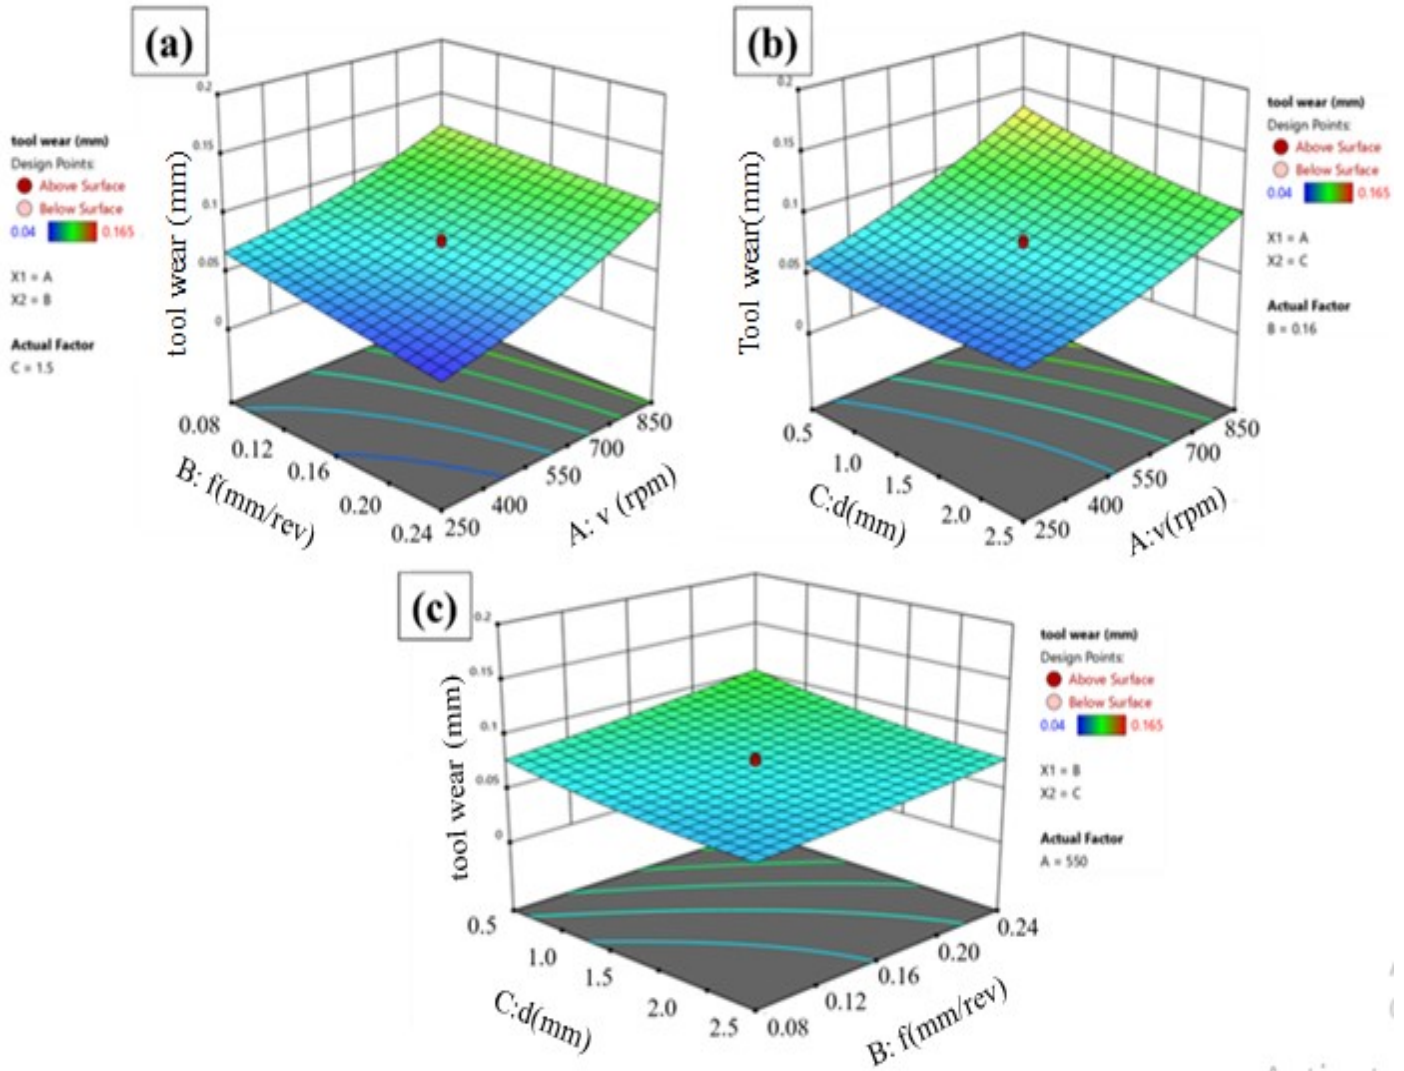 (a)
tool wear (mm)
Design Points:
Above Surface
Below Surface
0.04 0.165
X1 = A
X2 = B
Actual Factor
C = 1.5
tool wear (mm)
0.2
0.15
0.1
0.05
0
0.08
0.12
0.16
0.20
0.24
B: f(mm/rev)
250
400
550
700
850
A: v (rpm)
(b)
Tool wear(mm)
0.2
0.15
0.1
0.05
0
0.5
1.0
1.5
2.0
2.5
C:d(mm)
250
400
550
700
850
A:v(rpm)
tool wear (mm)
Design Points:
Above Surface
Below Surface
0.04 0.165
X1 = A
X2 = C
Actual Factor
B = 0.16
(c)
tool wear (mm)
0.2
0.15
0.1
0.05
0
0.5
1.0
1.5
2.0
2.5
C:d(mm)
0.08
0.12
0.16
0.20
0.24
B: f(mm/rev)
tool wear (mm)
Design Points:
Above Surface
Below Surface
0.04 0.165
X1 = B
X2 = C
Actual Factor
A = 550